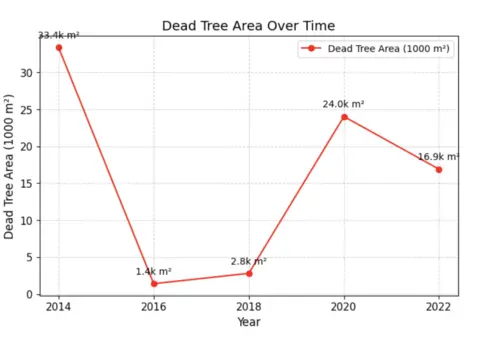 Dead Tree Area Over Time
33.4k m²
Dead Tree Area (1000 m²)
30
25
24.0k m²
20
16.9k m²
15
10
5
2.8k m²
1.4k m²
0
Dead Tree Area (1000 m²)
2014
2016
2018
2020
2022
Year